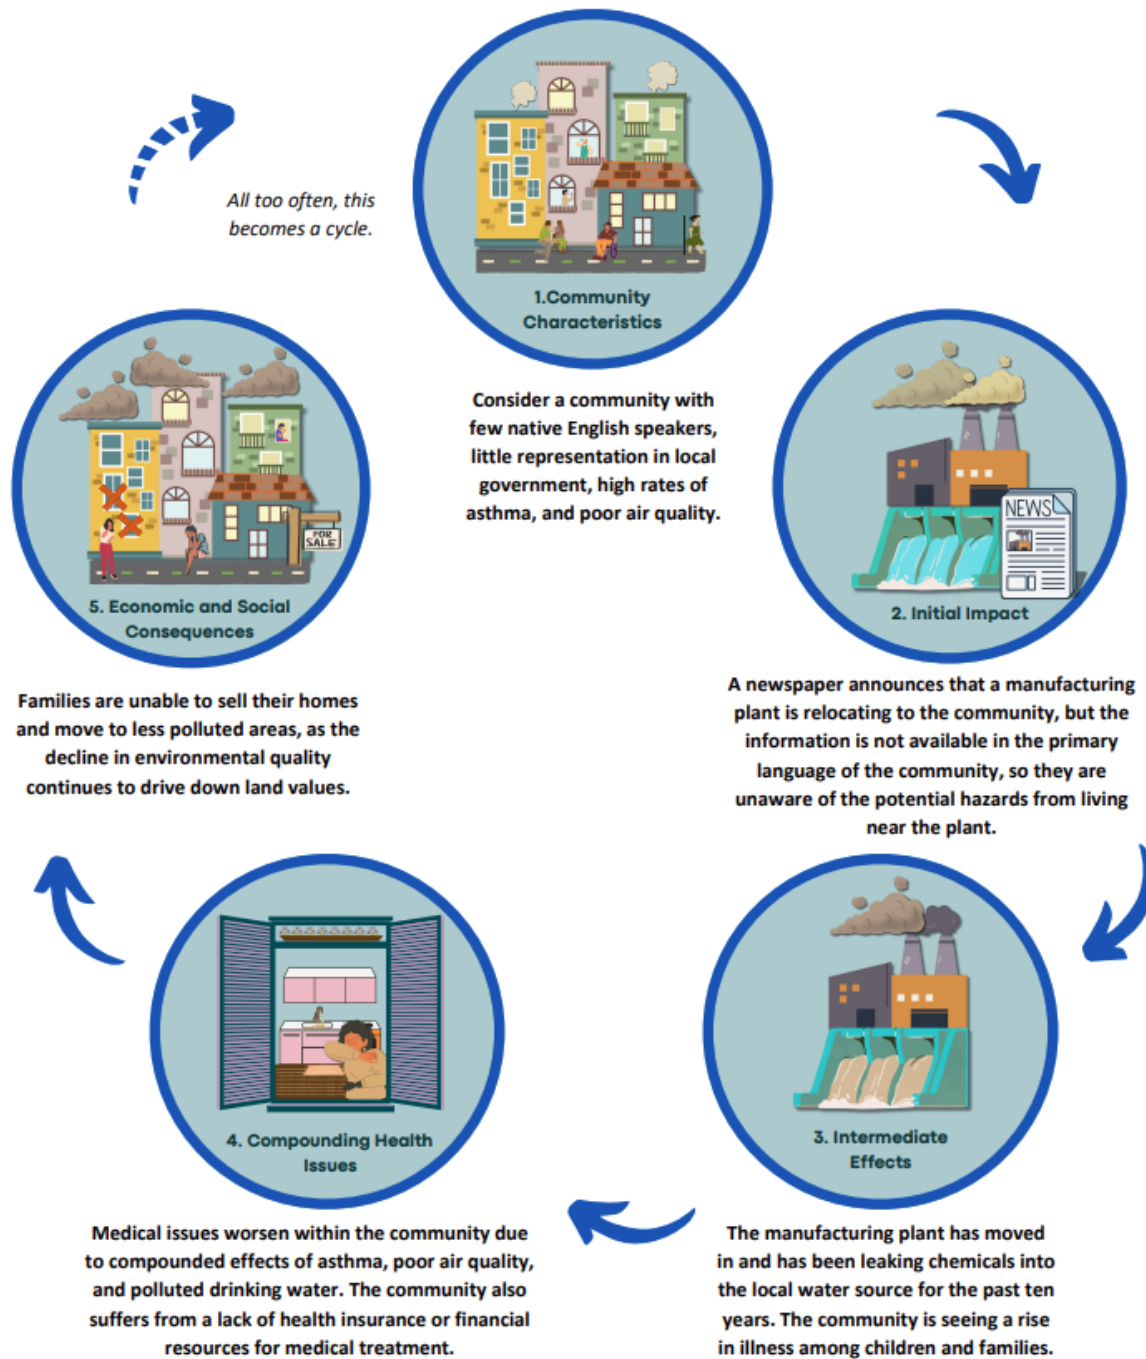 All too often, this
becomes a cycle.
1.Community
Characteristics
Consider a community with
few native English speakers,
little representation in local
government, high rates of
asthma, and poor air quality.
NEWS
2. Initial Impact
A newspaper announces that a manufacturing
plant is relocating to the community, but the
information is not available in the primary
language of the community, so they are
unaware of the potential hazards from living
near the plant.
3. Intermediate
Effects
The manufacturing plant has moved
in and has been leaking chemicals into
the local water source for the past ten
years. The community is seeing a rise
in illness among children and families.
4. Compounding Health
Issues
Medical issues worsen within the community due
to compounded effects of asthma, poor air quality,
and polluted drinking water. The community also
suffers from a lack of health insurance or financial
resources for medical treatment.
FOR
SALE
5. Economic and Social
Consequences
Families are unable to sell their homes
and move to less polluted areas, as the
decline in environmental quality
continues to drive down land values.